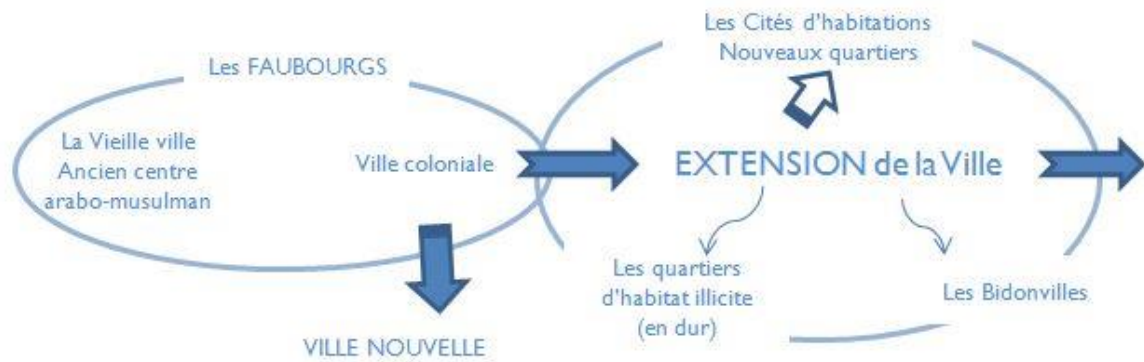 Les FAUBOURGS
La Vieille ville
Ancien centre
arabo-musulman
Ville coloniale
VILLE NOUVELLE
Les Cités d'habitations
Nouveaux quartiers
EXTENSION de la Ville
Les quartiers
d'habitat illicite
(en dur)
Les Bidonvilles